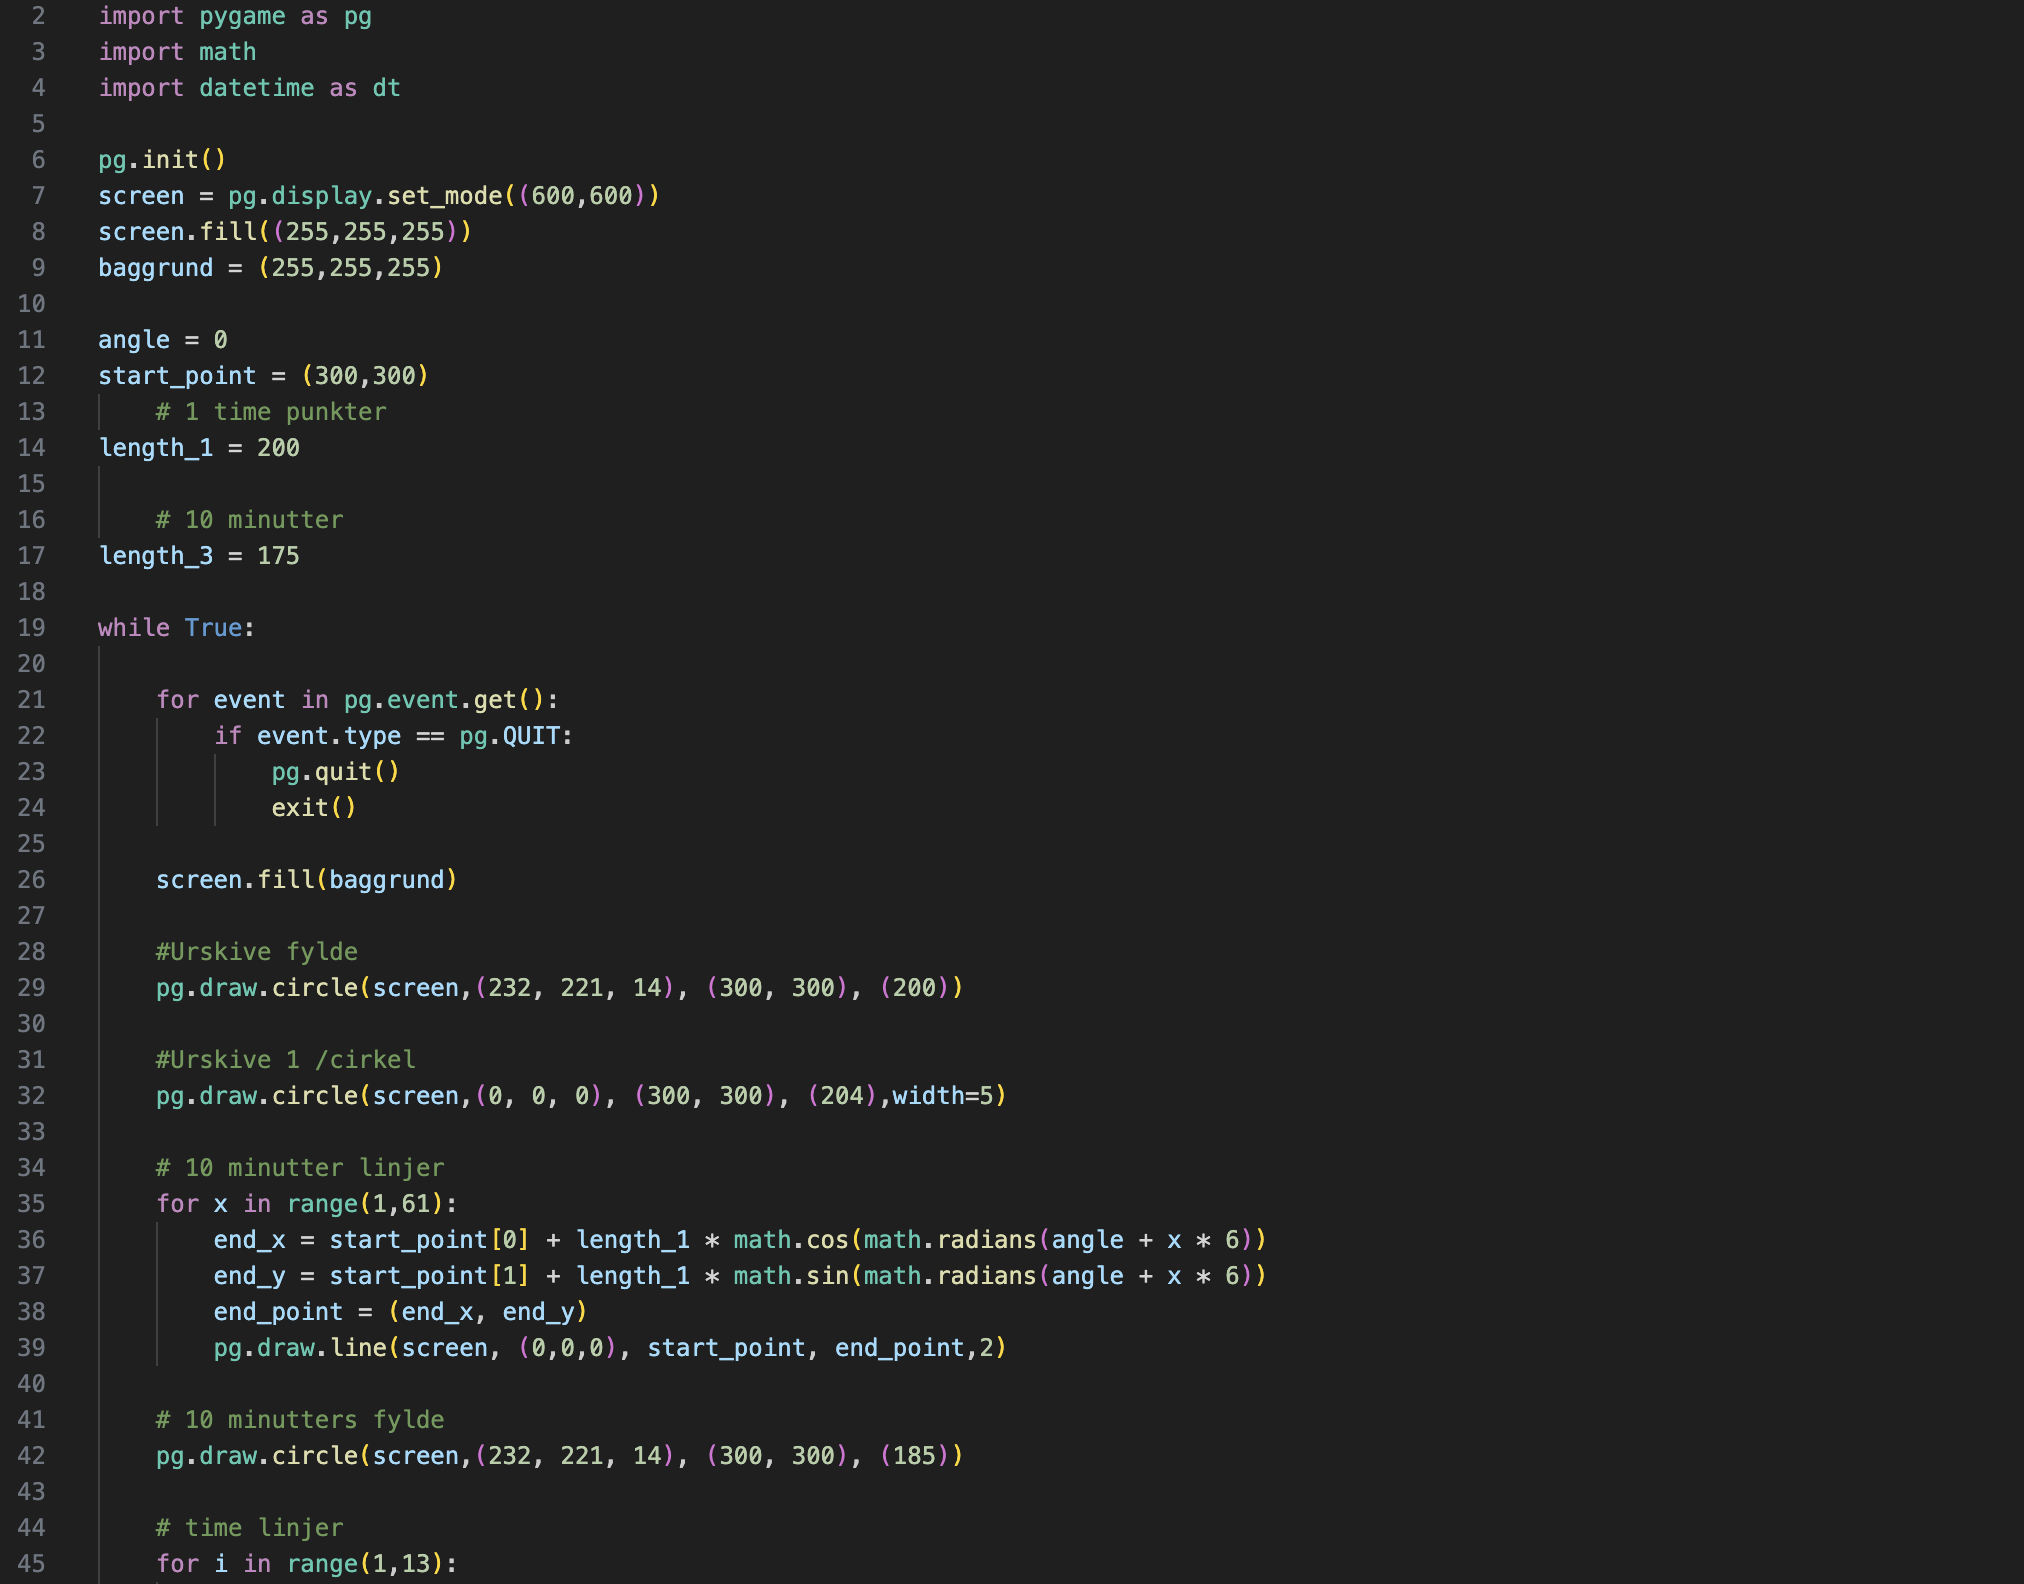 2 import pygame as pg
3 import math
4 import datetime as dt
5
6 pg.init()
7 screen = pg.display.set_mode((600,600))
8 screen.fill((255,255,255))
9 baggrund = (255,255,255)
10
11 angle = 0
12 start_point = (300,300)
13     # 1 time punkter
14 length_1 = 200
15
16     # 10 minutter
17 length_3 = 175
18
19 while True:
20
21     for event in pg.event.get():
22         if event.type == pg.QUIT:
23             pg.quit()
24             exit()
25
26     screen.fill(baggrund)
27
28     #Urskive fylde
29     pg.draw.circle(screen,(232, 221, 14), (300, 300), (200))
30
31     #Urskive 1 /cirkel
32     pg.draw.circle(screen,(0, 0, 0), (300, 300), (204),width=5)
33
34     # 10 minutter linjer
35     for x in range(1,61):
36         end_x = start_point[0] + length_1 * math.cos(math.radians(angle + x * 6))
37         end_y = start_point[1] + length_1 * math.sin(math.radians(angle + x * 6))
38         end_point = (end_x, end_y)
39         pg.draw.line(screen, (0,0,0), start_point, end_point,2)
40
41     # 10 minutters fylde
42     pg.draw.circle(screen,(232, 221, 14), (300, 300), (185))
43
44     # time linjer
45     for i in range(1,13):